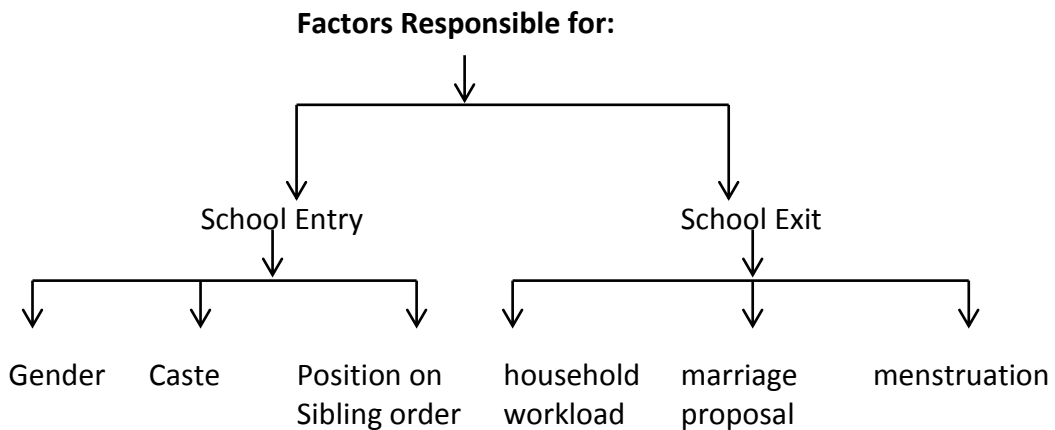 Factors Responsible for:
School Entry
School Exit
Gender
Caste
Position on
Sibling order
household
workload
marriage
proposal
menstruation